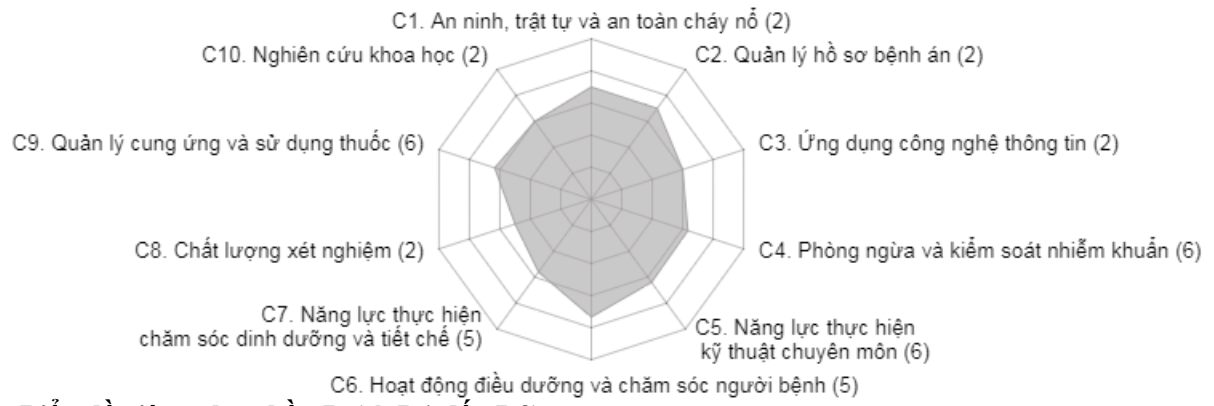 C1. An ninh, trật tự và an toàn cháy nổ (2)
C10. Nghiên cứu khoa học (2)
C2. Quản lý hồ sơ bệnh án (2)
C9. Quản lý cung ứng và sử dụng thuốc (6)
C3. Ứng dụng công nghệ thông tin (2)
C8. Chất lượng xét nghiệm (2)
C4. Phòng ngừa và kiểm soát nhiễm khuẩn (6)
C7. Năng lực thực hiện
chăm sóc dinh dưỡng và tiết chế (5)
C5. Năng lực thực hiện
kỹ thuật chuyên môn (6)
C6. Hoạt động điều dưỡng và chăm sóc người bệnh (5)